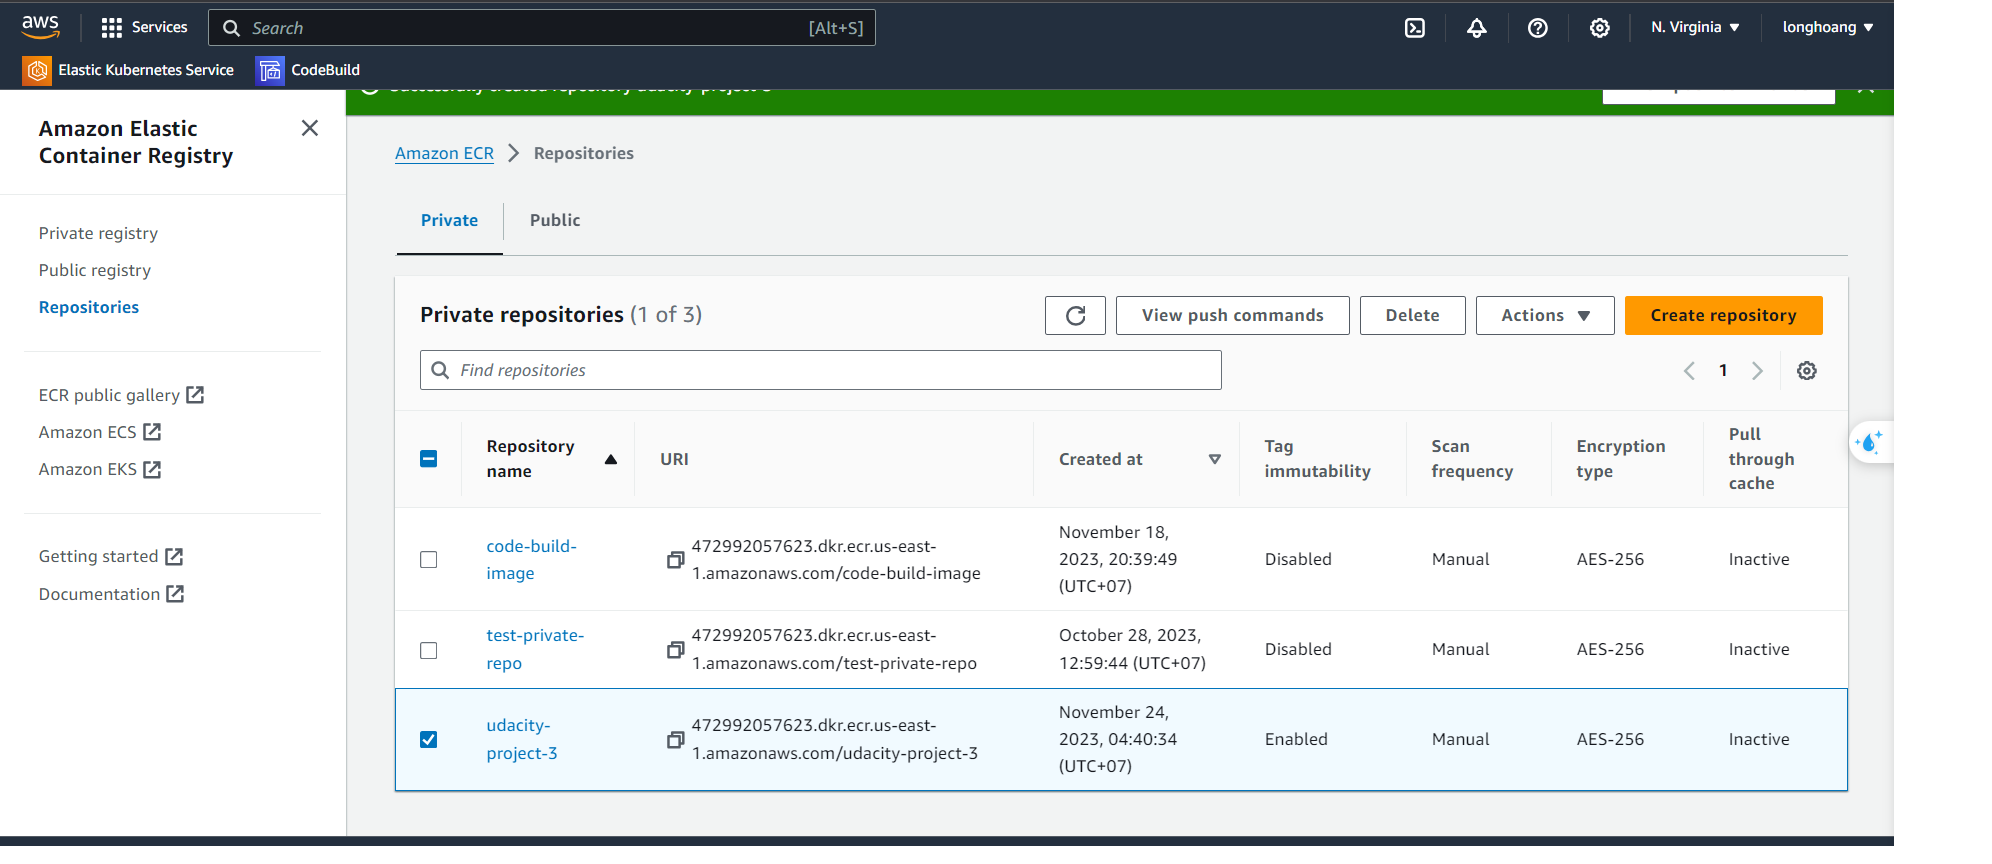 aws
Services
Search
[Alt+S]
N. Virginia
longhoang
Elastic Kubernetes Service
CodeBuild
Successfully created repository udacity-project-3
Amazon Elastic
Container Registry
Private registry
Public registry
Repositories
ECR public gallery
Amazon ECS
Amazon EKS
Getting started
Documentation
Amazon ECR
Repositories
Private
Public
Private repositories (1 of 3)
View push commands
Delete
Actions
Create repository
Find repositories
1
Repository
name
URI
Created at
Tag
immutability
Scan
frequency
Encryption
type
Pull
through
cache
code-build-
image
472992057623.dkr.ecr.us-east-
1.amazonaws.com/code-build-image
November 18,
2023, 20:39:49
(UTC+07)
Disabled
Manual
AES-256
Inactive
test-private-
repo
472992057623.dkr.ecr.us-east-
1.amazonaws.com/test-private-repo
October 28, 2023,
12:59:44 (UTC+07)
Disabled
Manual
AES-256
Inactive
udacity-
project-3
472992057623.dkr.ecr.us-east-
1.amazonaws.com/udacity-project-3
November 24,
2023, 04:40:34
(UTC+07)
Enabled
Manual
AES-256
Inactive